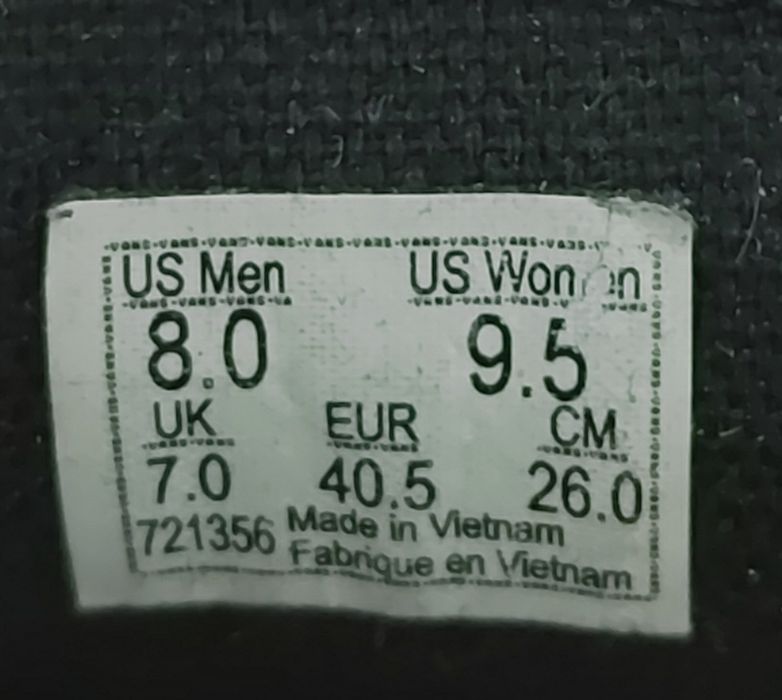 US Men US Women
8.0 9.5
UK EUR CM
7.0 40.5 26.0
721356 Made in Vietnam
Fabrique en Vietnam